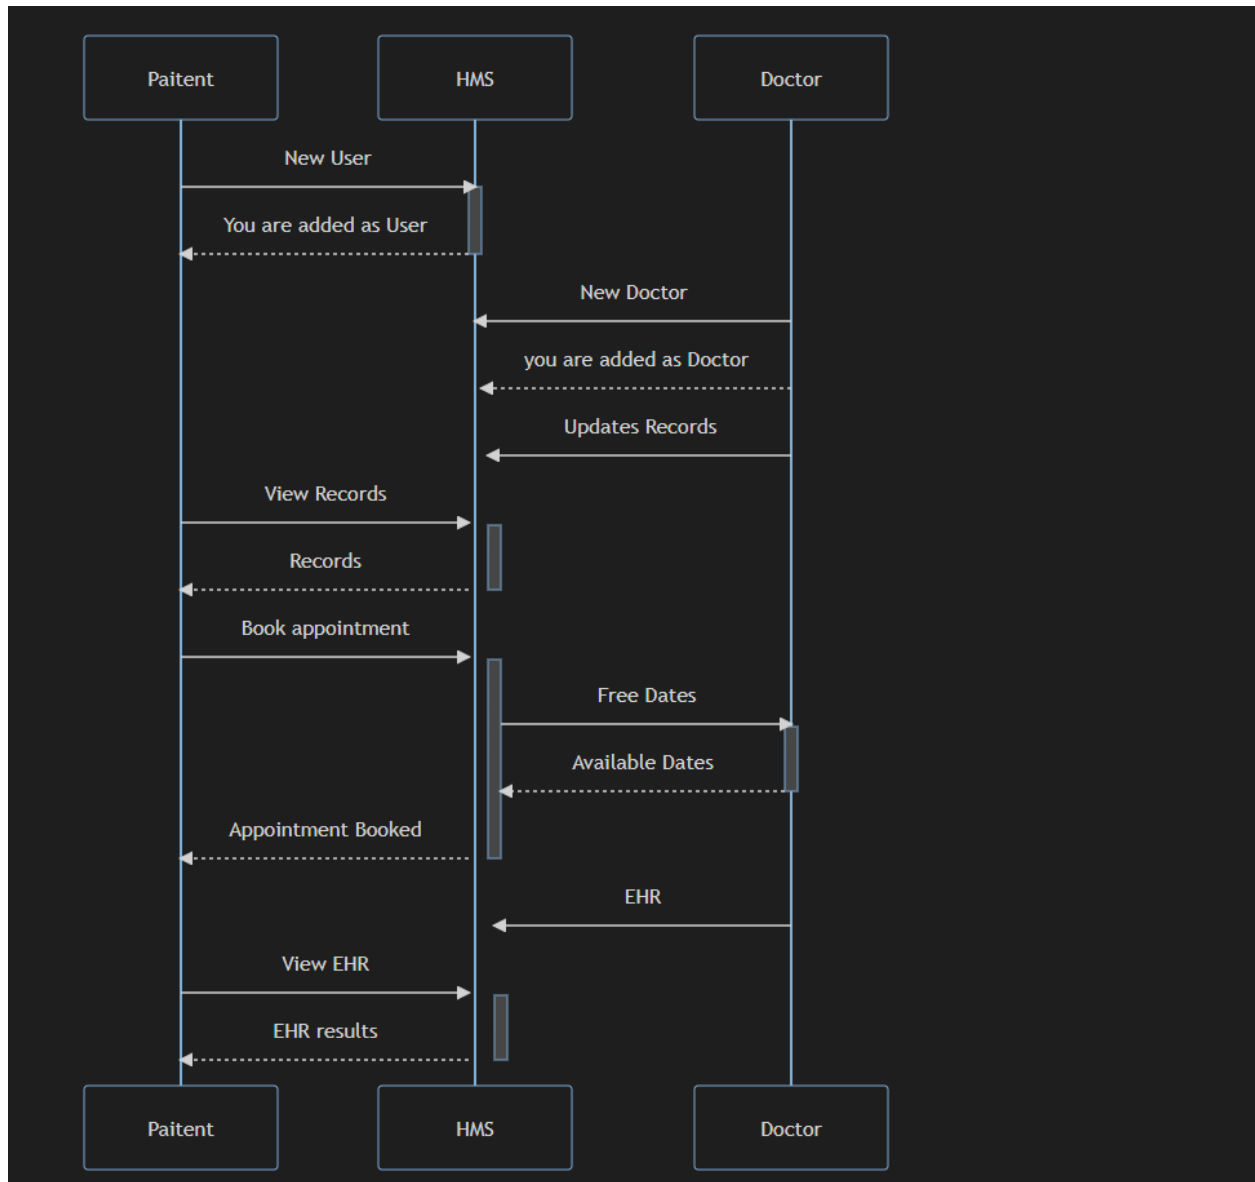 Paitent
HMS
Doctor
New User
You are added as User
New Doctor
you are added as Doctor
Updates Records
View Records
Records
Book appointment
Free Dates
Available Dates
Appointment Booked
EHR
View EHR
EHR results
Paitent
HMS
Doctor